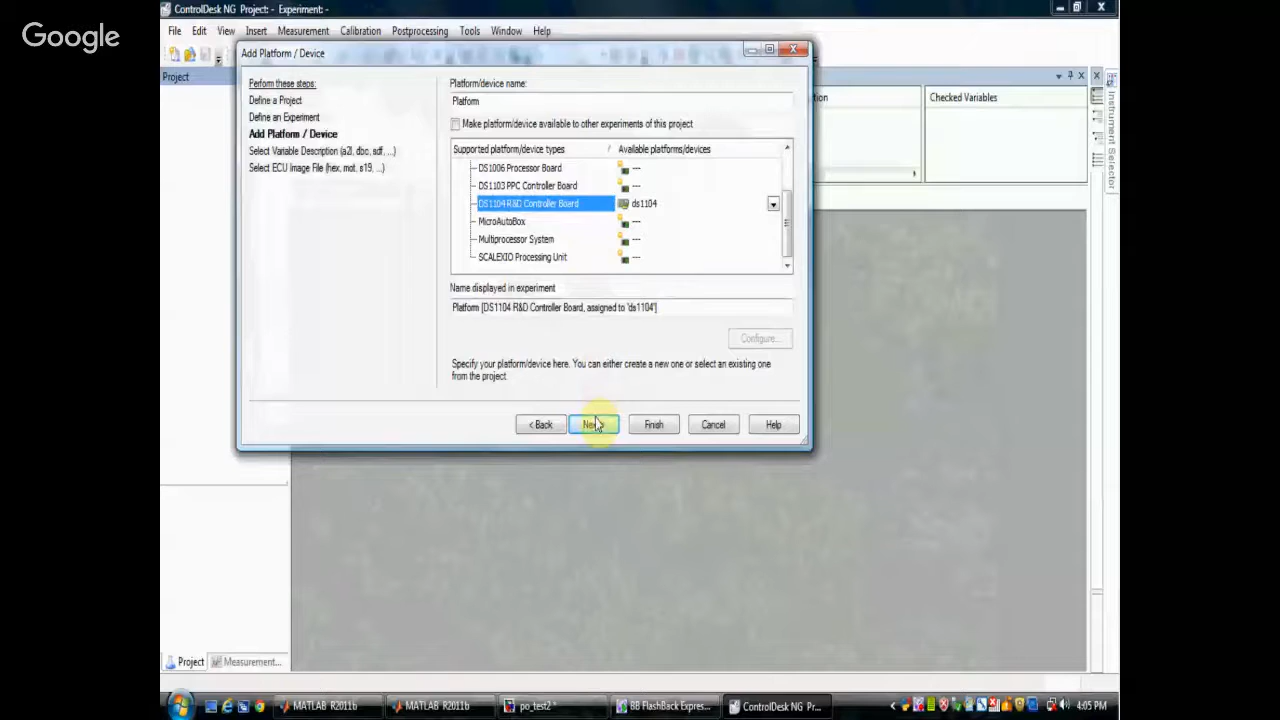 Google
ControlDesk NG Project: - Experiment: -
File Edit View Insert Measurement Calibration Postprocessing Tools Window Help
Project
Add Platform / Device
Perform these steps:
Define a Project
Define an Experiment
Add Platform / Device
Select Variable Description (a2l, dbc, sdf, ...)
Select ECU Image File (hex, mot, s19, ...)
Platform/device name:
Platform
Make platform/device available to other experiments of this project
Supported platform/device types / Available platforms/devices
DS1006 Processor Board ---
DS1103 PPC Controller Board ---
DS1104 R&D Controller Board ds1104
MicroAutoBox ---
Multiprocessor System ---
SCALEXIO Processing Unit ---
Name displayed in experiment
Platform [DS1104 R&D Controller Board, assigned to 'ds1104']
Configure...
Specify your platform/device here. You can either create a new one or select an existing one
from the project.
< Back Finish Cancel Help
tion
Checked Variables
Instrument Selector
Project Measurement...
MATLAB R2011b MATLAB R2011b po_test2 * BB FlashBack Expres... ControlDesk NG Pr... 4:05 PM